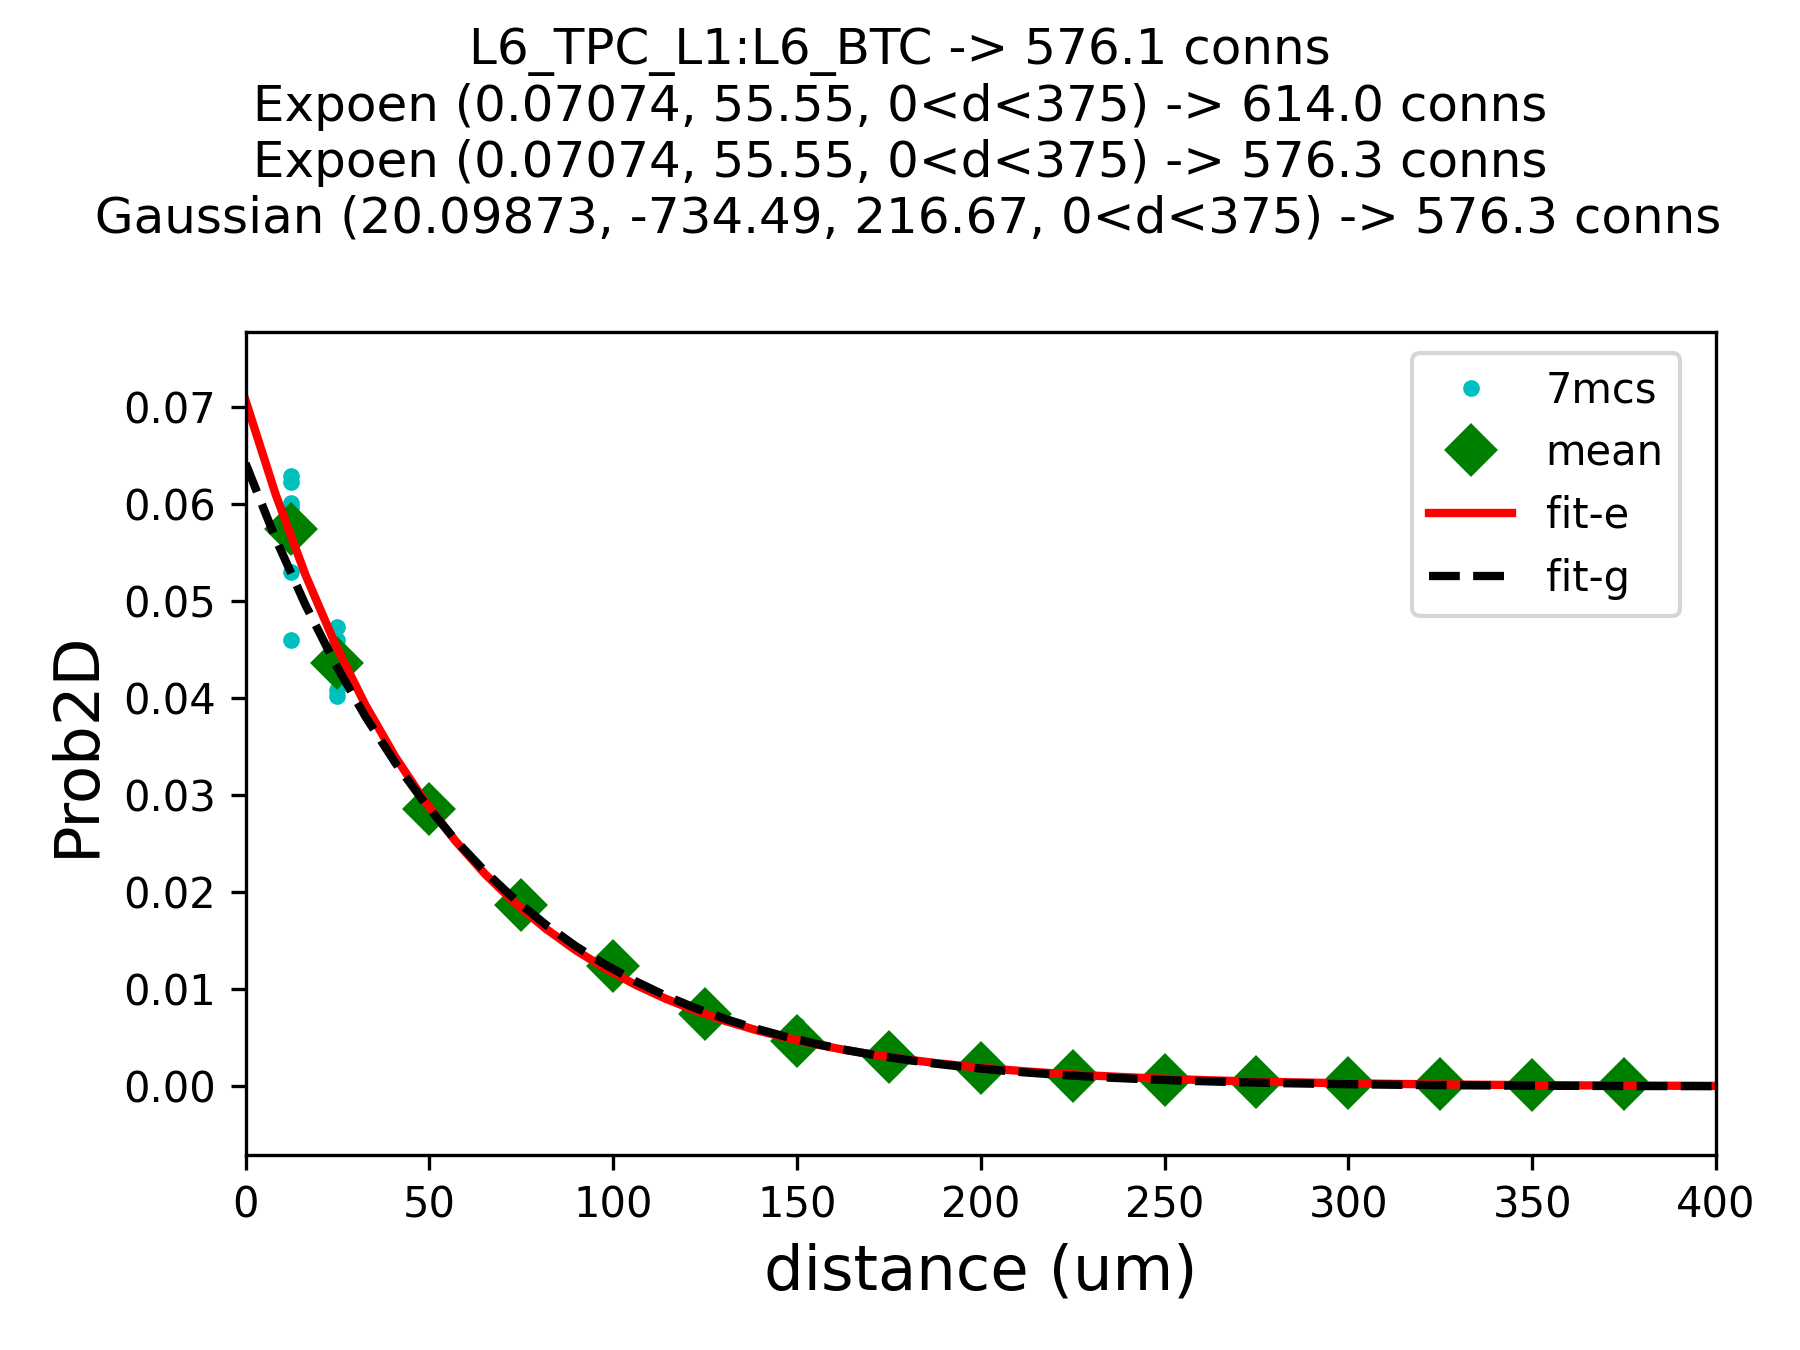 L6_TPC_L1:L6_BTC -> 576.1 conns
Expoen (0.07074, 55.55, 0<d<375) -> 614.0 conns
Expoen (0.07074, 55.55, 0<d<375) -> 576.3 conns
Gaussian (20.09873, -734.49, 216.67, 0<d<375) -> 576.3 conns
7mcs
mean
fit-e
fit-g
Prob2D
0.07
0.06
0.05
0.04
0.03
0.02
0.01
0.00
0 50 100 150 200 250 300 350 400
distance (um)